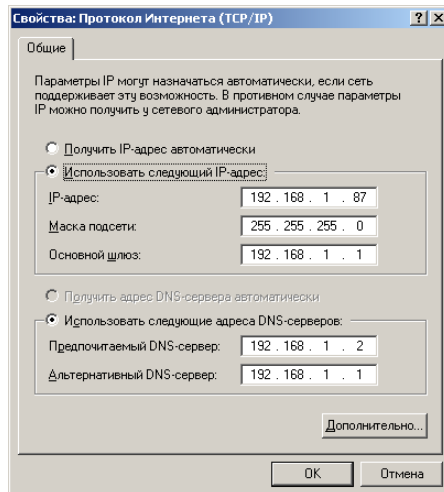 Свойства: Протокол Интернета (TCP/IP)
Общие
Параметры IP могут назначаться автоматически, если сеть
поддерживает эту возможность. В противном случае параметры
IP можно получить у сетевого администратора.
Получить IP-адрес автоматически
Использовать следующий IP-адрес:
IP-адрес: 192 . 168 . 1 . 87
Маска подсети: 255 . 255 . 255 . 0
Основной шлюз: 192 . 168 . 1 . 1
Получить адрес DNS-сервера автоматически
Использовать следующие адреса DNS-серверов:
Предпочитаемый DNS-сервер: 192 . 168 . 1 . 2
Альтернативный DNS-сервер: 192 . 168 . 1 . 1
Дополнительно...
OK Отмена